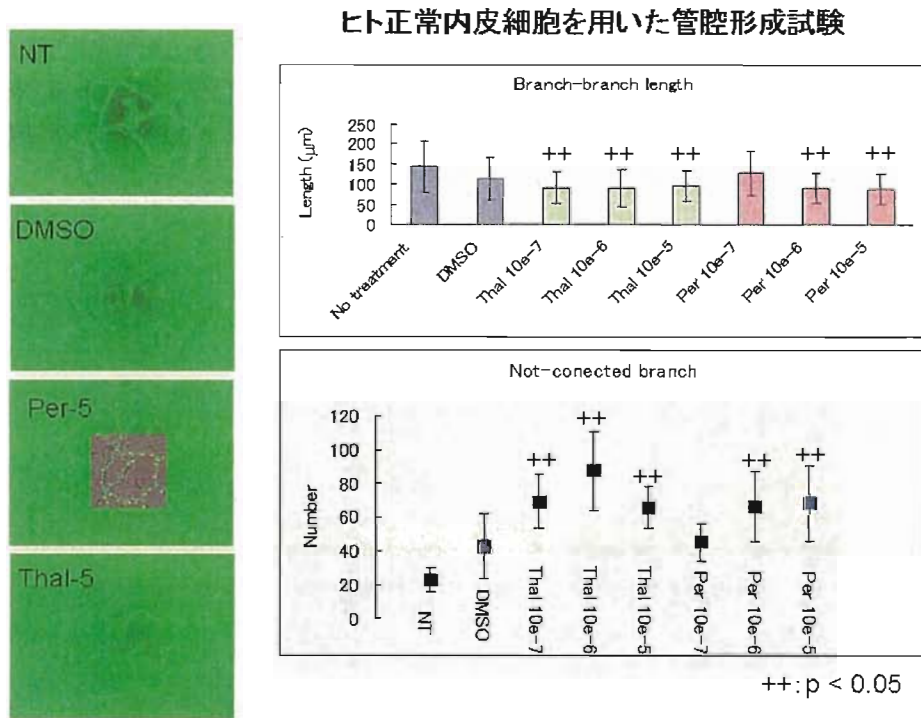 ヒト正常内皮細胞を用いた管腔形成試験
NT
DMSO
Per-5
Thal-5
Branch-branch length
Length (μm)
250
200
150
100
50
0
++
++
++
++
++
No treatment
DMSO
Thal 10e-7
Thal 10e-6
Thal 10e-5
Per 10e-7
Per 10e-6
Per 10e-5
Not-conected branch
Number
120
100
80
60
40
20
0
++
++
++
++
++
NT
DMSO
Thal 10e-7
Thal 10e-6
Thal 10e-5
Per 10e-7
Per 10e-6
Per 10e-5
++:p < 0.05